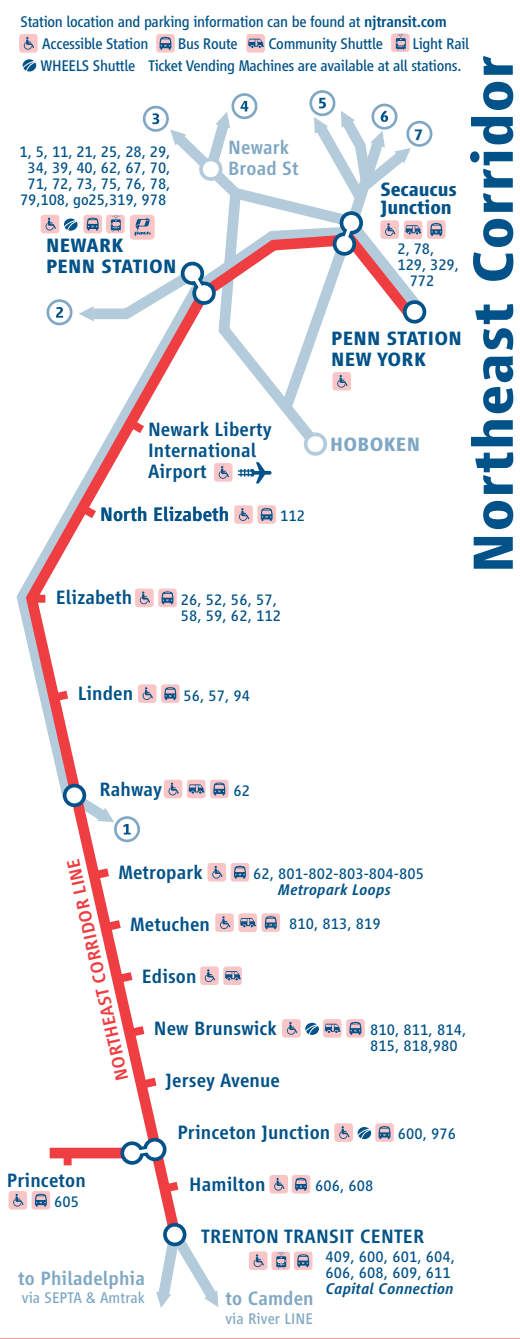 Station location and parking information can be found at njtransit.com
Accessible Station Bus Route Community Shuttle Light Rail
WHEELS Shuttle Ticket Vending Machines are available at all stations.
Northeast Corridor
3
4
5
6
7
Newark
Broad St
1, 5, 11, 21, 25, 28, 29,
34, 39, 40, 62, 67, 70,
71, 72, 73, 75, 76, 78,
79,108, go25,319, 978
NEWARK
PENN STATION
Secaucus
Junction
2, 78,
129, 329,
772
2
PENN STATION
NEW YORK
HOBOKEN
Newark Liberty
International
Airport
North Elizabeth 112
Elizabeth 26, 52, 56, 57,
58, 59, 62, 112
Linden 56, 57, 94
Rahway 62
1
Metropark 62, 801-802-803-804-805
Metropark Loops
NORTHEAST CORRIDOR LINE
Metuchen 810, 813, 819
Edison
New Brunswick 810, 811, 814,
815, 818,980
Jersey Avenue
Princeton Junction 600, 976
Princeton
605
Hamilton 606, 608
TRENTON TRANSIT CENTER
409, 600, 601, 604,
606, 608, 609, 611
Capital Connection
to Philadelphia
via SEPTA & Amtrak
to Camden
via River LINE